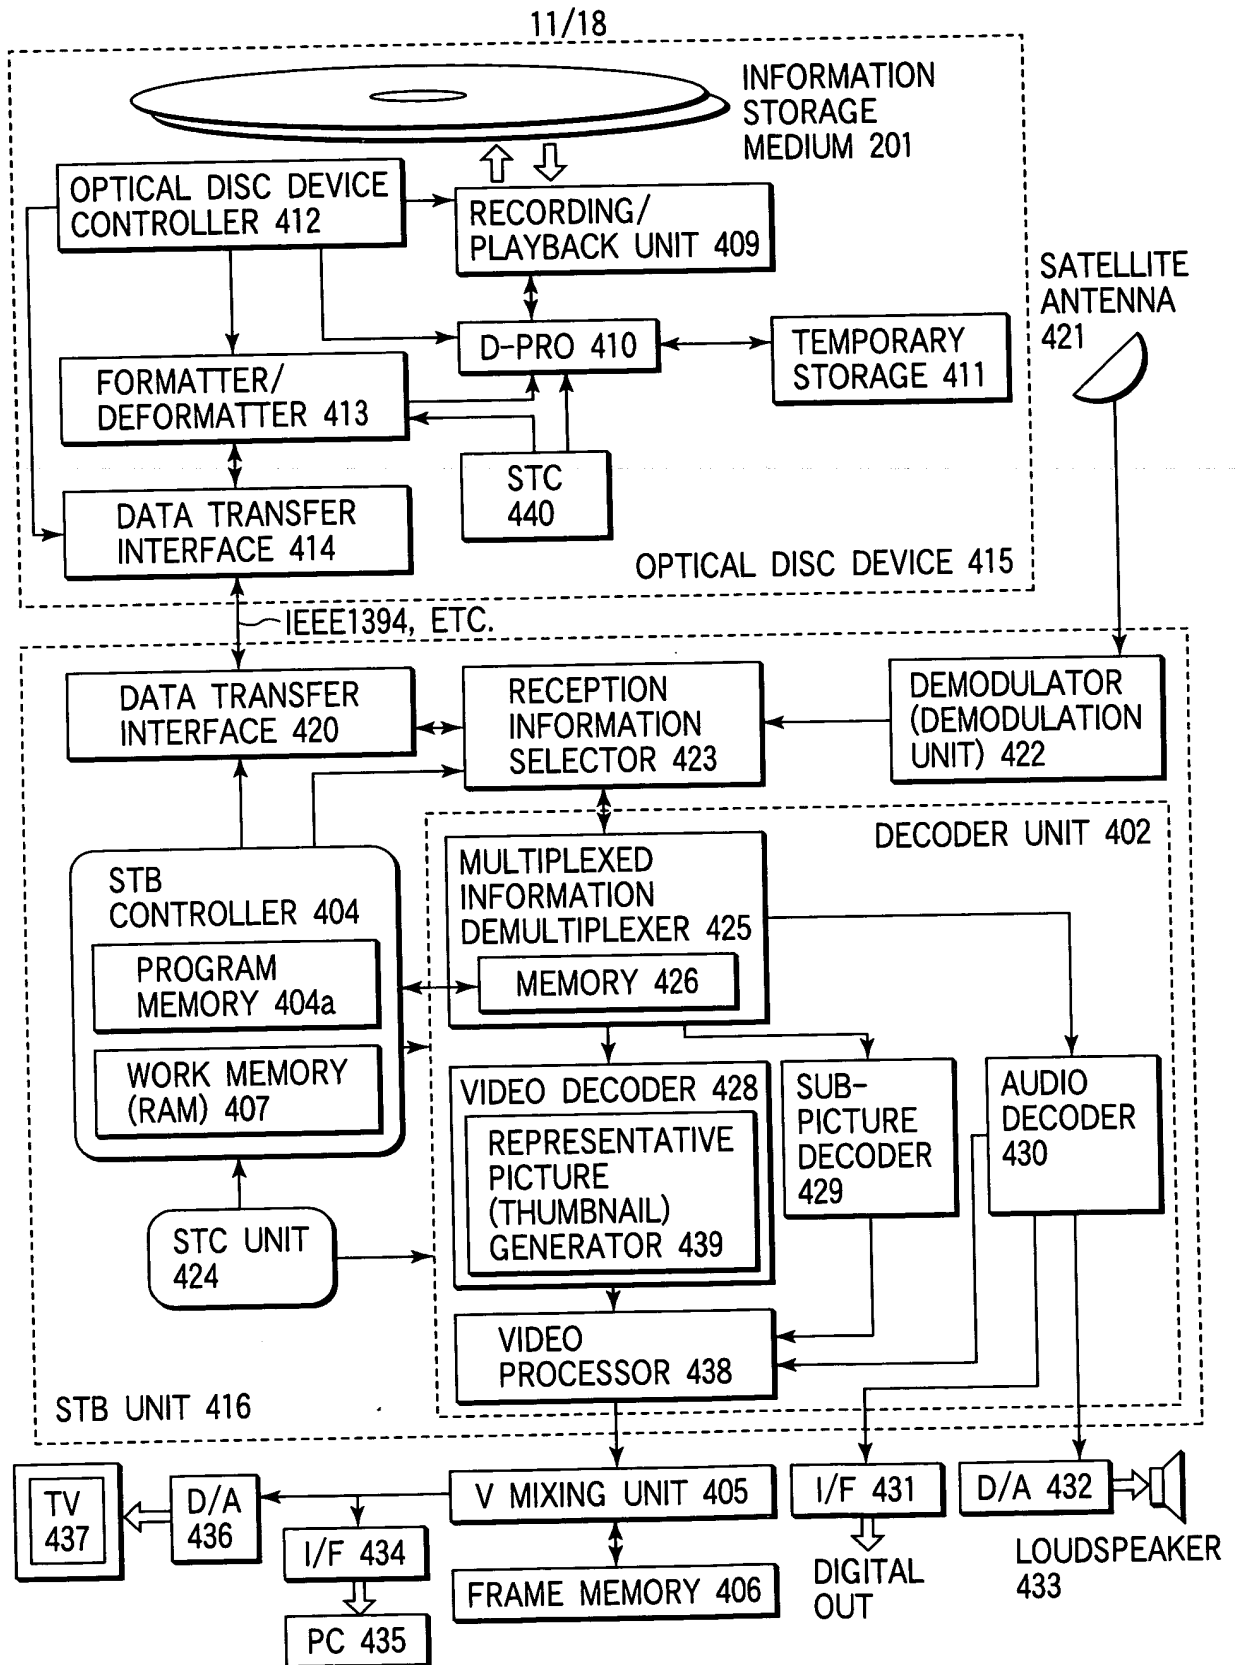 11/18
INFORMATION
STORAGE
MEDIUM 201
OPTICAL DISC DEVICE
CONTROLLER 412
RECORDING/
PLAYBACK UNIT 409
SATELLITE
ANTENNA
421
D-PRO 410
TEMPORARY
STORAGE 411
FORMATTER/
DEFORMATTER 413
STC
440
DATA TRANSFER
INTERFACE 414
OPTICAL DISC DEVICE 415
IEEE1394, ETC.
DATA TRANSFER
INTERFACE 420
RECEPTION
INFORMATION
SELECTOR 423
DEMODULATOR
(DEMODULATION
UNIT) 422
DECODER UNIT 402
STB
CONTROLLER 404
PROGRAM
MEMORY 404a
WORK MEMORY
(RAM) 407
MULTIPLEXED
INFORMATION
DEMULTIPLEXER 425
MEMORY 426
VIDEO DECODER 428
REPRESENTATIVE
PICTURE
(THUMBNAIL)
GENERATOR 439
SUB-
PICTURE
DECODER
429
AUDIO
DECODER
430
STC UNIT
424
VIDEO
PROCESSOR 438
STB UNIT 416
TV
437
D/A
436
I/F 434
PC 435
V MIXING UNIT 405
FRAME MEMORY 406
I/F 431
DIGITAL
OUT
D/A 432
LOUDSPEAKER
433